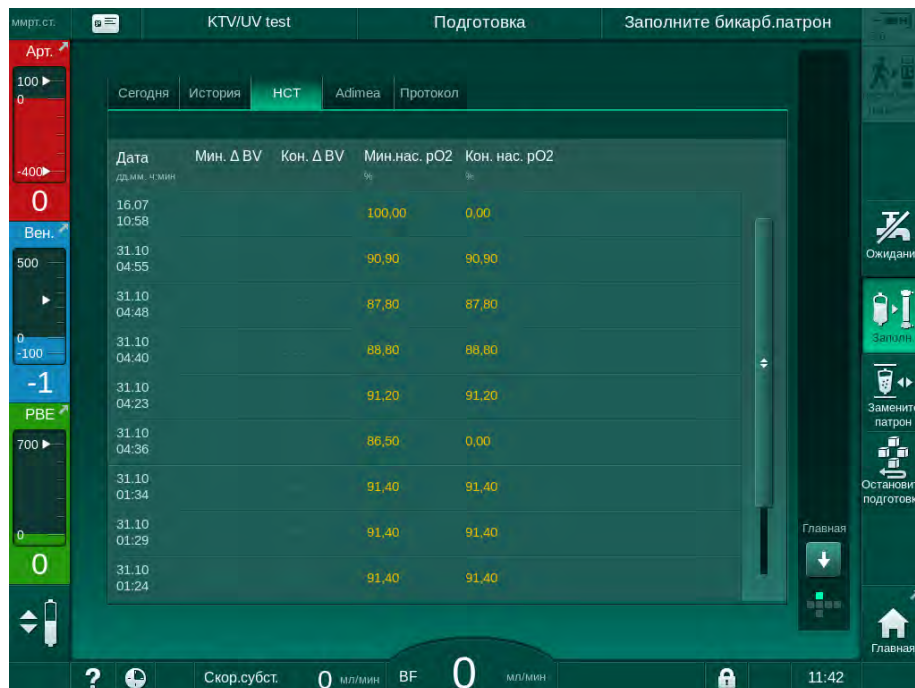 ммрт.ст.
KTV/UV test
Подготовка
Заполните бикарб.патрон
Арт.
100
0
-400
0
Вен.
500
0
-100
-1
PBE
700
0
0
Сегодня История НСТ Adimea Протокол
Дата Мин. Δ BV Кон. Δ BV Мин.нас. pO2 Кон. нас. pO2
дд.мм. ч:мин % %
16.07
10:58 100,00 0,00
31.10
04:55 90,90 90,90
31.10
04:48 87,80 87,80
31.10
04:40 88,80 88,80
31.10
04:23 91,20 91,20
31.10
04:36 86,50 0,00
31.10
01:34 91,40 91,40
31.10
01:29 91,40 91,40
31.10
01:24 91,40 91,40
Главная
Ожидани
Заполн.
Заменит
патрон
Останови
подготовк
Главная
? Скор.субст. 0 мл/мин BF 0 мл/мин 11:42